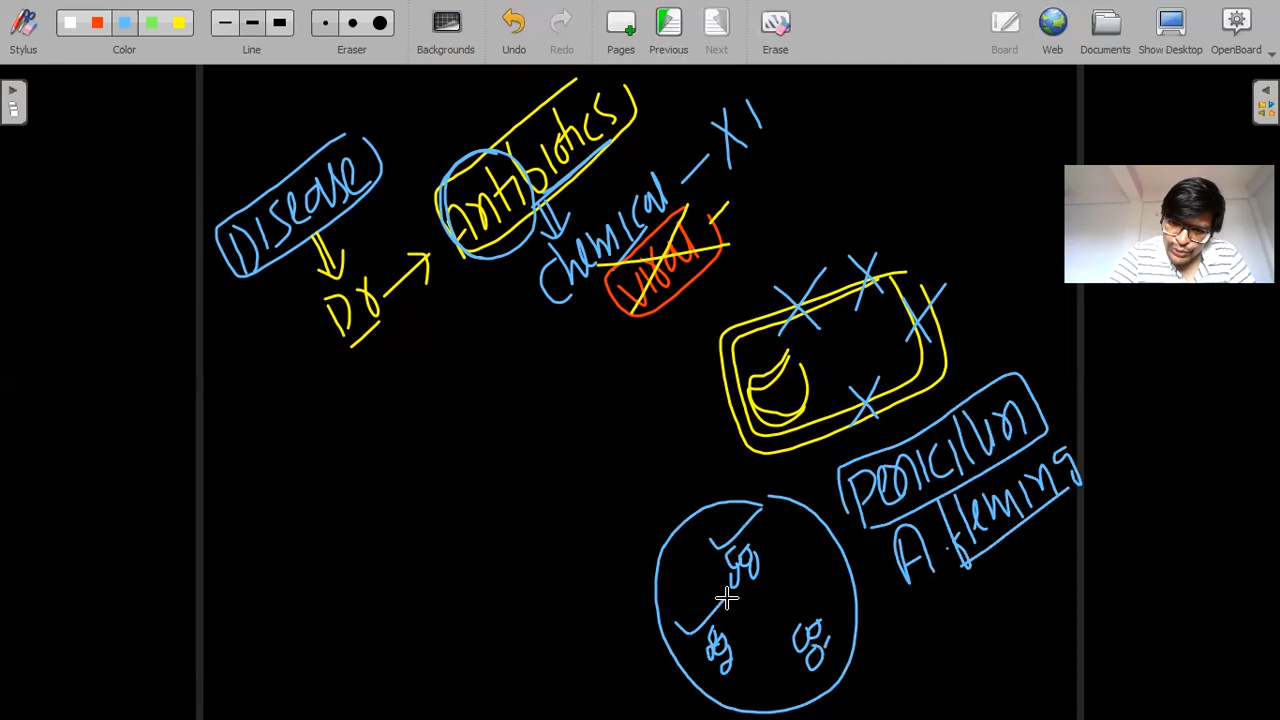 Stylus
Color
Line
Eraser
Backgrounds
Undo
Redo
Pages
Previous
Next
Erase
Board
Web
Documents
Show Desktop
OpenBoard
Disease
Dr
Antibiotics
chemical - X
viral
Penicillin
A. fleming